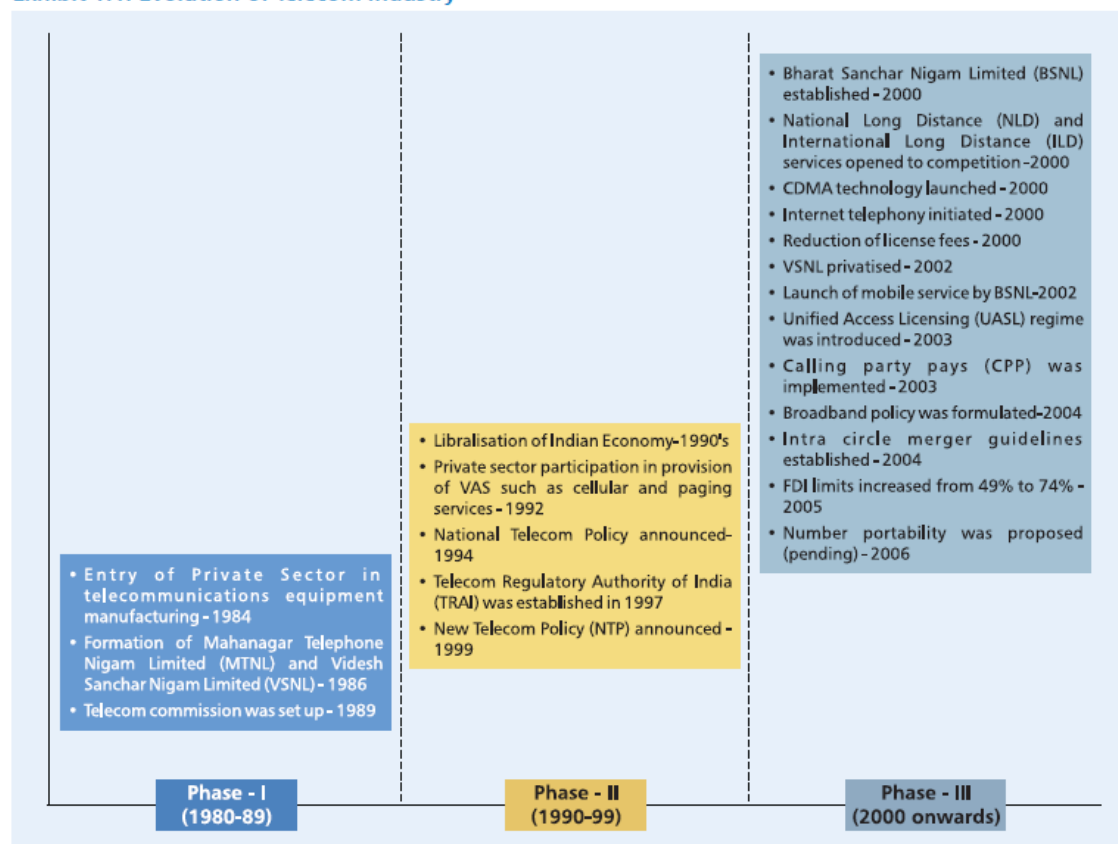 • Bharat Sanchar Nigam Limited (BSNL)
established - 2000
• National Long Distance (NLD) and
International Long Distance (ILD)
services opened to competition -2000
• CDMA technology launched - 2000
• Internet telephony initiated - 2000
• Reduction of license fees - 2000
• VSNL privatised - 2002
• Launch of mobile service by BSNL-2002
• Unified Access Licensing (UASL) regime
was introduced - 2003
• Calling party pays (CPP) was
implemented - 2003
• Broadband policy was formulated-2004
• Intra circle merger guidelines
established - 2004
• FDI limits increased from 49% to 74% -
2005
• Number portability was proposed
(pending) - 2006
• Libralisation of Indian Economy-1990's
• Private sector participation in provision
of VAS such as cellular and paging
services - 1992
• National Telecom Policy announced-
1994
• Telecom Regulatory Authority of India
(TRAI) was established in 1997
• New Telecom Policy (NTP) announced -
1999
• Entry of Private Sector in
telecommunications equipment
manufacturing - 1984
• Formation of Mahanagar Telephone
Nigam Limited (MTNL) and Videsh
Sanchar Nigam Limited (VSNL) - 1986
• Telecom commission was set up - 1989
Phase - I
(1980-89)
Phase - II
(1990-99)
Phase - III
(2000 onwards)